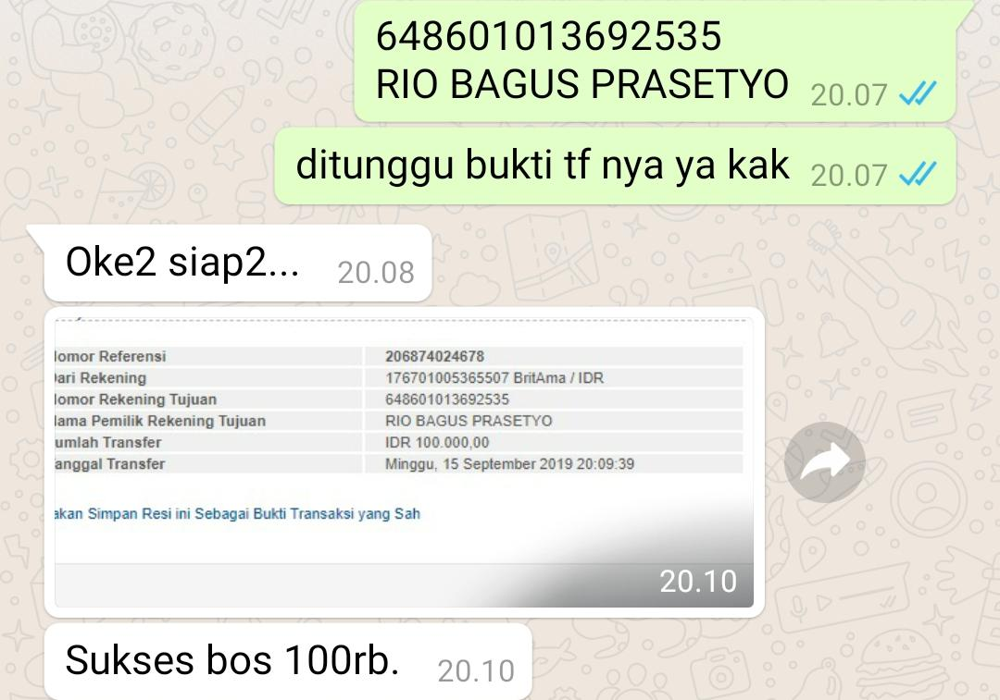 648601013692535
RIO BAGUS PRASETYO 20.07
ditunggu bukti tf nya ya kak 20.07
Oke2 siap2... 20.08
lomor Referensi 206874024678
ari Rekening 176701005365507 BritAma / IDR
lomor Rekening Tujuan 648601013692535
lama Pemilik Rekening Tujuan RIO BAGUS PRASETYO
umlah Transfer IDR 100.000,00
anggal Transfer Minggu, 15 September 2019 20:09:39
akan Simpan Resi ini Sebagai Bukti Transaksi yang Sah
20.10
Sukses bos 100rb. 20.10